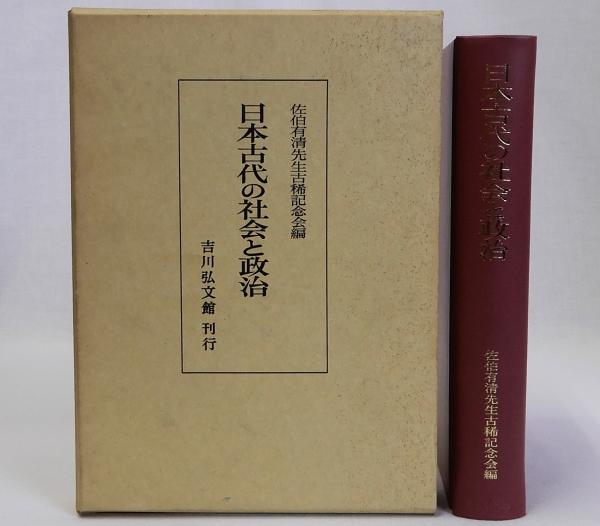 佐伯有清先生古稀記念会編
日本古代の社会と政治
吉川弘文館 刊行
日本古代の社会と政治
佐伯有清先生古稀記念会編